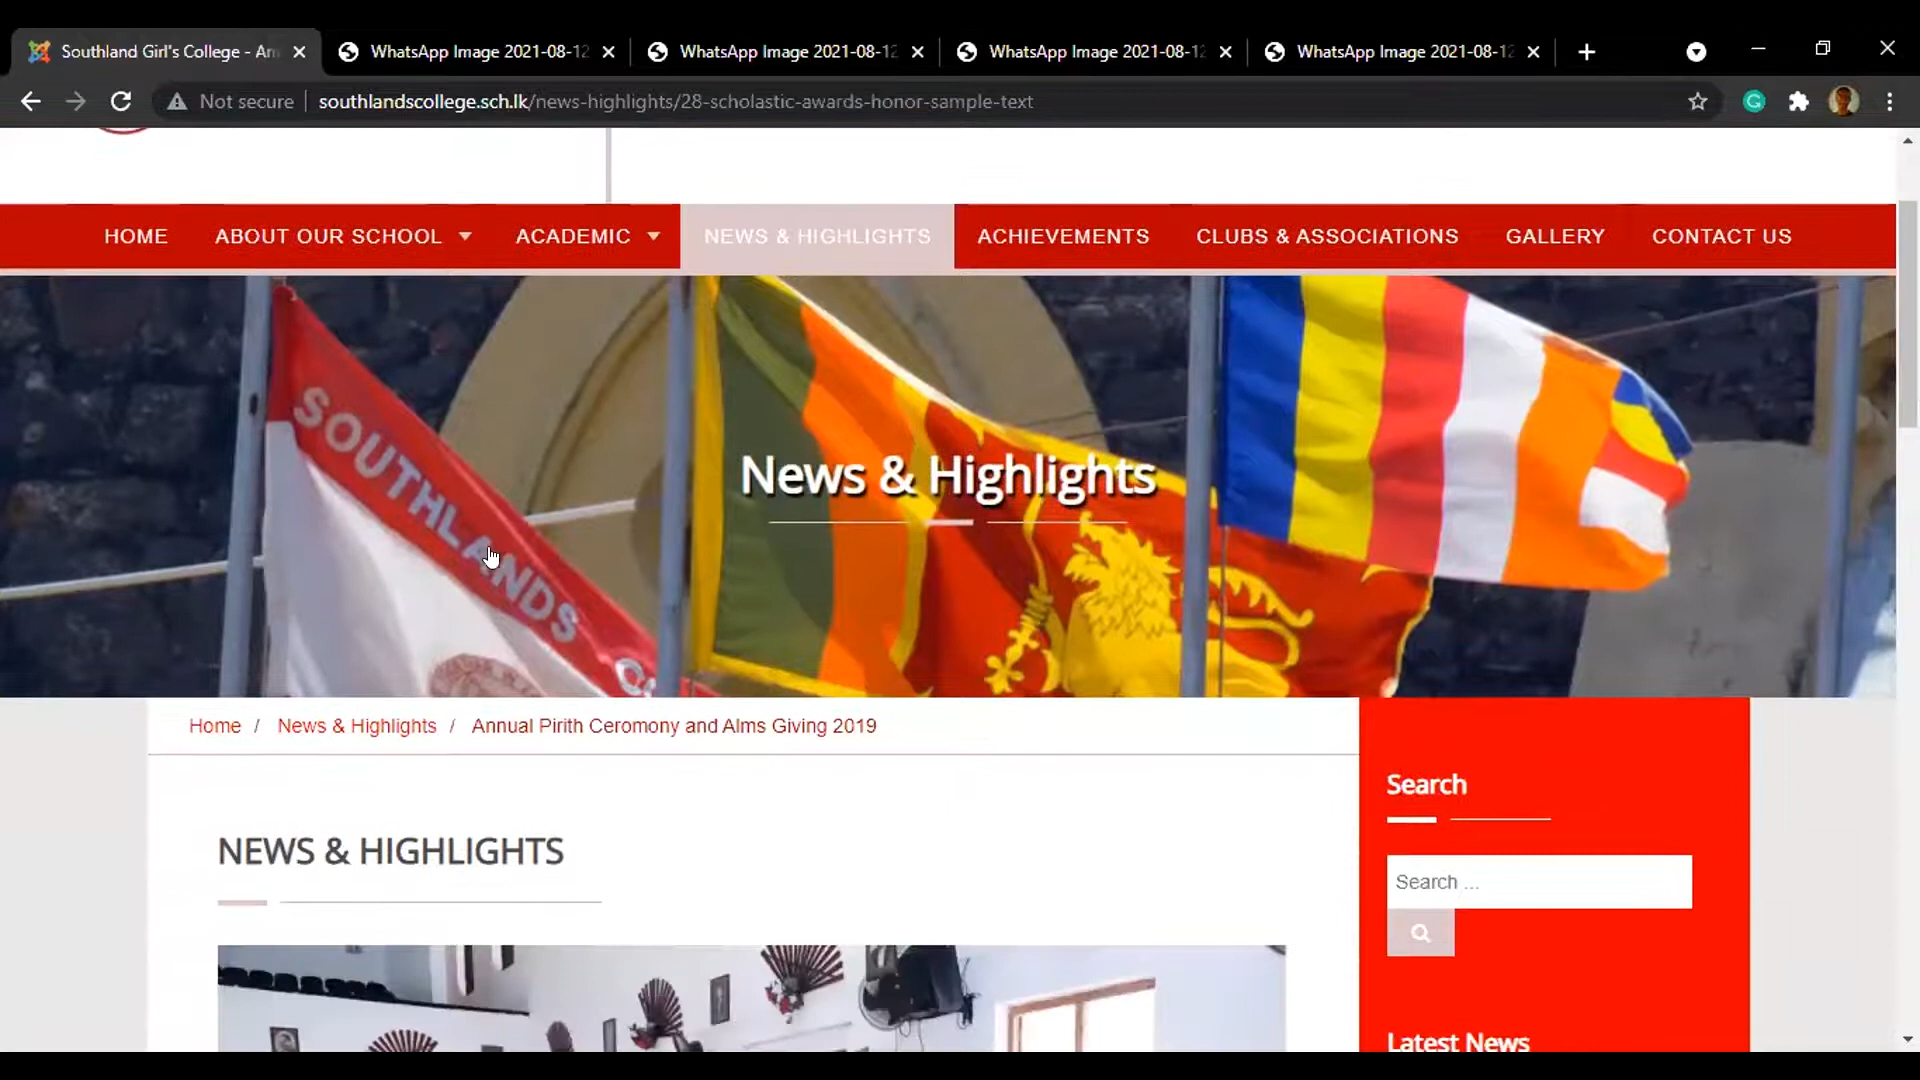 Southland Girl's College - Am
WhatsApp Image 2021-08-12
WhatsApp Image 2021-08-12
WhatsApp Image 2021-08-12
WhatsApp Image 2021-08-12
Not secure southlandscollege.sch.lk/news-highlights/28-scholastic-awards-honor-sample-text
HOME ABOUT OUR SCHOOL ACADEMIC NEWS & HIGHLIGHTS ACHIEVEMENTS CLUBS & ASSOCIATIONS GALLERY CONTACT US
SOUTHLANDS
News & Highlights
Home / News & Highlights / Annual Pirith Ceromony and Alms Giving 2019
NEWS & HIGHLIGHTS
Search
Search ...
Latest News